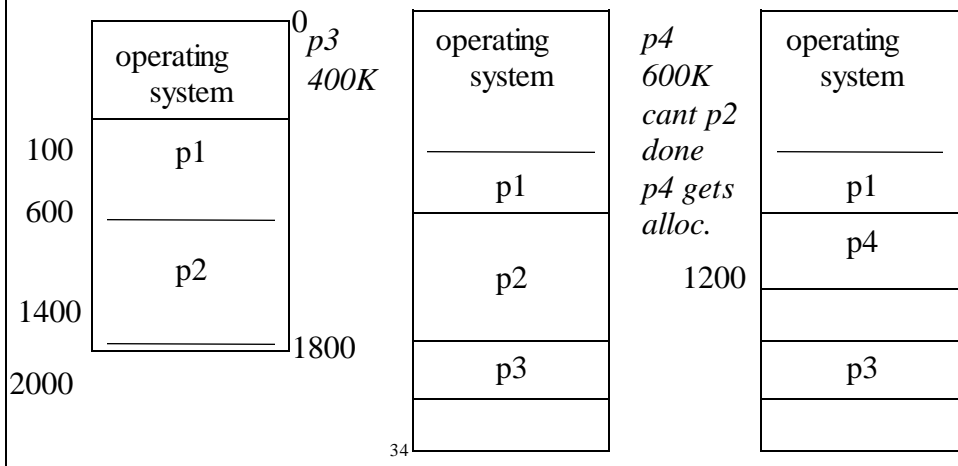 0
operating
system
100
p1
600
p2
1400
1800
2000
p3
400K
operating
system
p1
p2
p3
34
p4
600K
cant p2
done
p4 gets
alloc.
1200
operating
system
p1
p4
p3